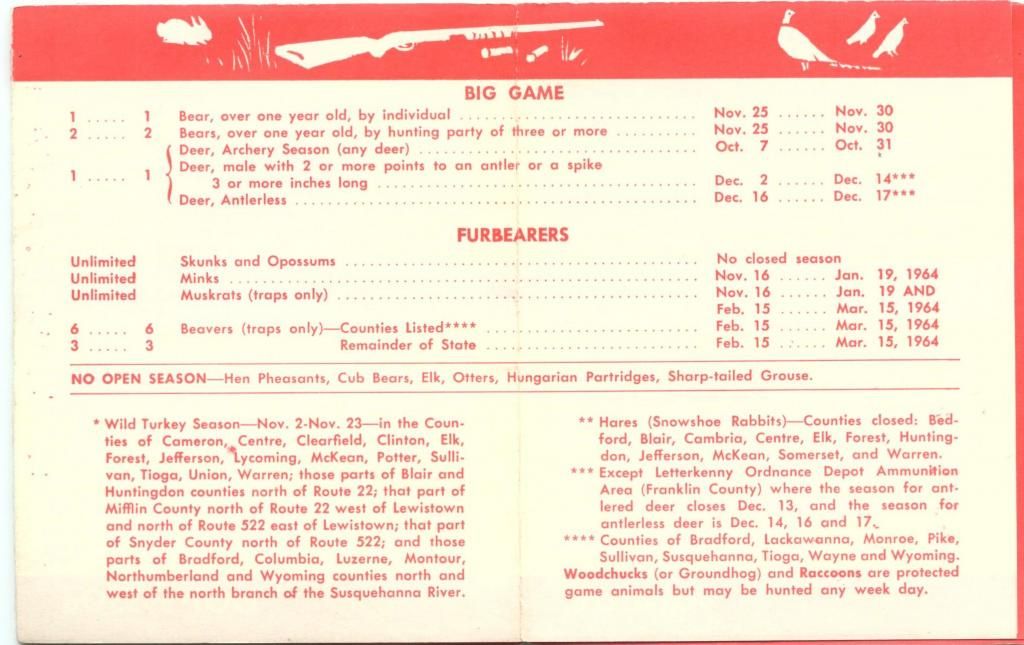 BIG GAME
1 ..... 1 Bear, over one year old, by individual ..... Nov. 25 ...... Nov. 30
2 ..... 2 Bears, over one year old, by hunting party of three or more ..... Nov. 25 ...... Nov. 30
Deer, Archery Season (any deer) ..... Oct. 7 ...... Oct. 31
Deer, male with 2 or more points to an antler or a spike
1 ..... 1 3 or more inches long ..... Dec. 2 ...... Dec. 14***
Deer, Antlerless ..... Dec. 16 ...... Dec. 17***
FURBEARERS
Unlimited Skunks and Opossums ..... No closed season
Unlimited Minks ..... Nov. 16 ...... Jan. 19, 1964
Unlimited Muskrats (traps only) ..... Nov. 16 ...... Jan. 19 AND
Feb. 15 ...... Mar. 15, 1964
6 ..... 6 Beavers (traps only)—Counties Listed**** ..... Feb. 15 ...... Mar. 15, 1964
3 ..... 3 Remainder of State ..... Feb. 15 ...... Mar. 15, 1964
NO OPEN SEASON—Hen Pheasants, Cub Bears, Elk, Otters, Hungarian Partridges, Sharp-tailed Grouse.
* Wild Turkey Season—Nov. 2-Nov. 23—in the Coun-
ties of Cameron, Centre, Clearfield, Clinton, Elk,
Forest, Jefferson, Lycoming, McKean, Potter, Sulli-
van, Tioga, Union, Warren; those parts of Blair and
Huntingdon counties north of Route 22; that part of
Mifflin County north of Route 22 west of Lewistown
and north of Route 522 east of Lewistown; that part
of Snyder County north of Route 522; and those
parts of Bradford, Columbia, Luzerne, Montour,
Northumberland and Wyoming counties north and
west of the north branch of the Susquehanna River.
** Hares (Snowshoe Rabbits)—Counties closed: Bed-
ford, Blair, Cambria, Centre, Elk, Forest, Hunting-
don, Jefferson, McKean, Somerset, and Warren.
*** Except Letterkenny Ordnance Depot Ammunition
Area (Franklin County) where the season for ant-
lered deer closes Dec. 13, and the season for
antlerless deer is Dec. 14, 16 and 17.
**** Counties of Bradford, Lackawanna, Monroe, Pike,
Sullivan, Susquehanna, Tioga, Wayne and Wyoming.
Woodchucks (or Groundhog) and Raccoons are protected
game animals but may be hunted any week day.